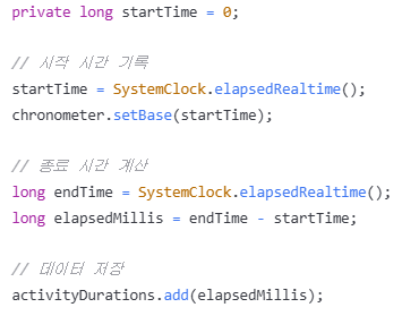 private long startTime = 0;
// 시작 시간 기록
startTime = SystemClock.elapsedRealtime();
chronometer.setBase(startTime);
// 종료 시간 계산
long endTime = SystemClock.elapsedRealtime();
long elapsedMillis = endTime - startTime;
// 데이터 저장
activityDurations.add(elapsedMillis);